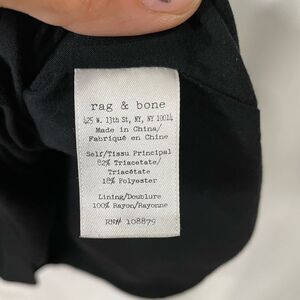 rag & bone
425 W. 13th St, NY, NY 10014
Made in China/
Fabriqué en Chine
Self/Tissu Principal
82% Triacetate/
Triacétate
18% Polyester
Lining/Doublure
100% Rayon/Rayonne
RN# 108879